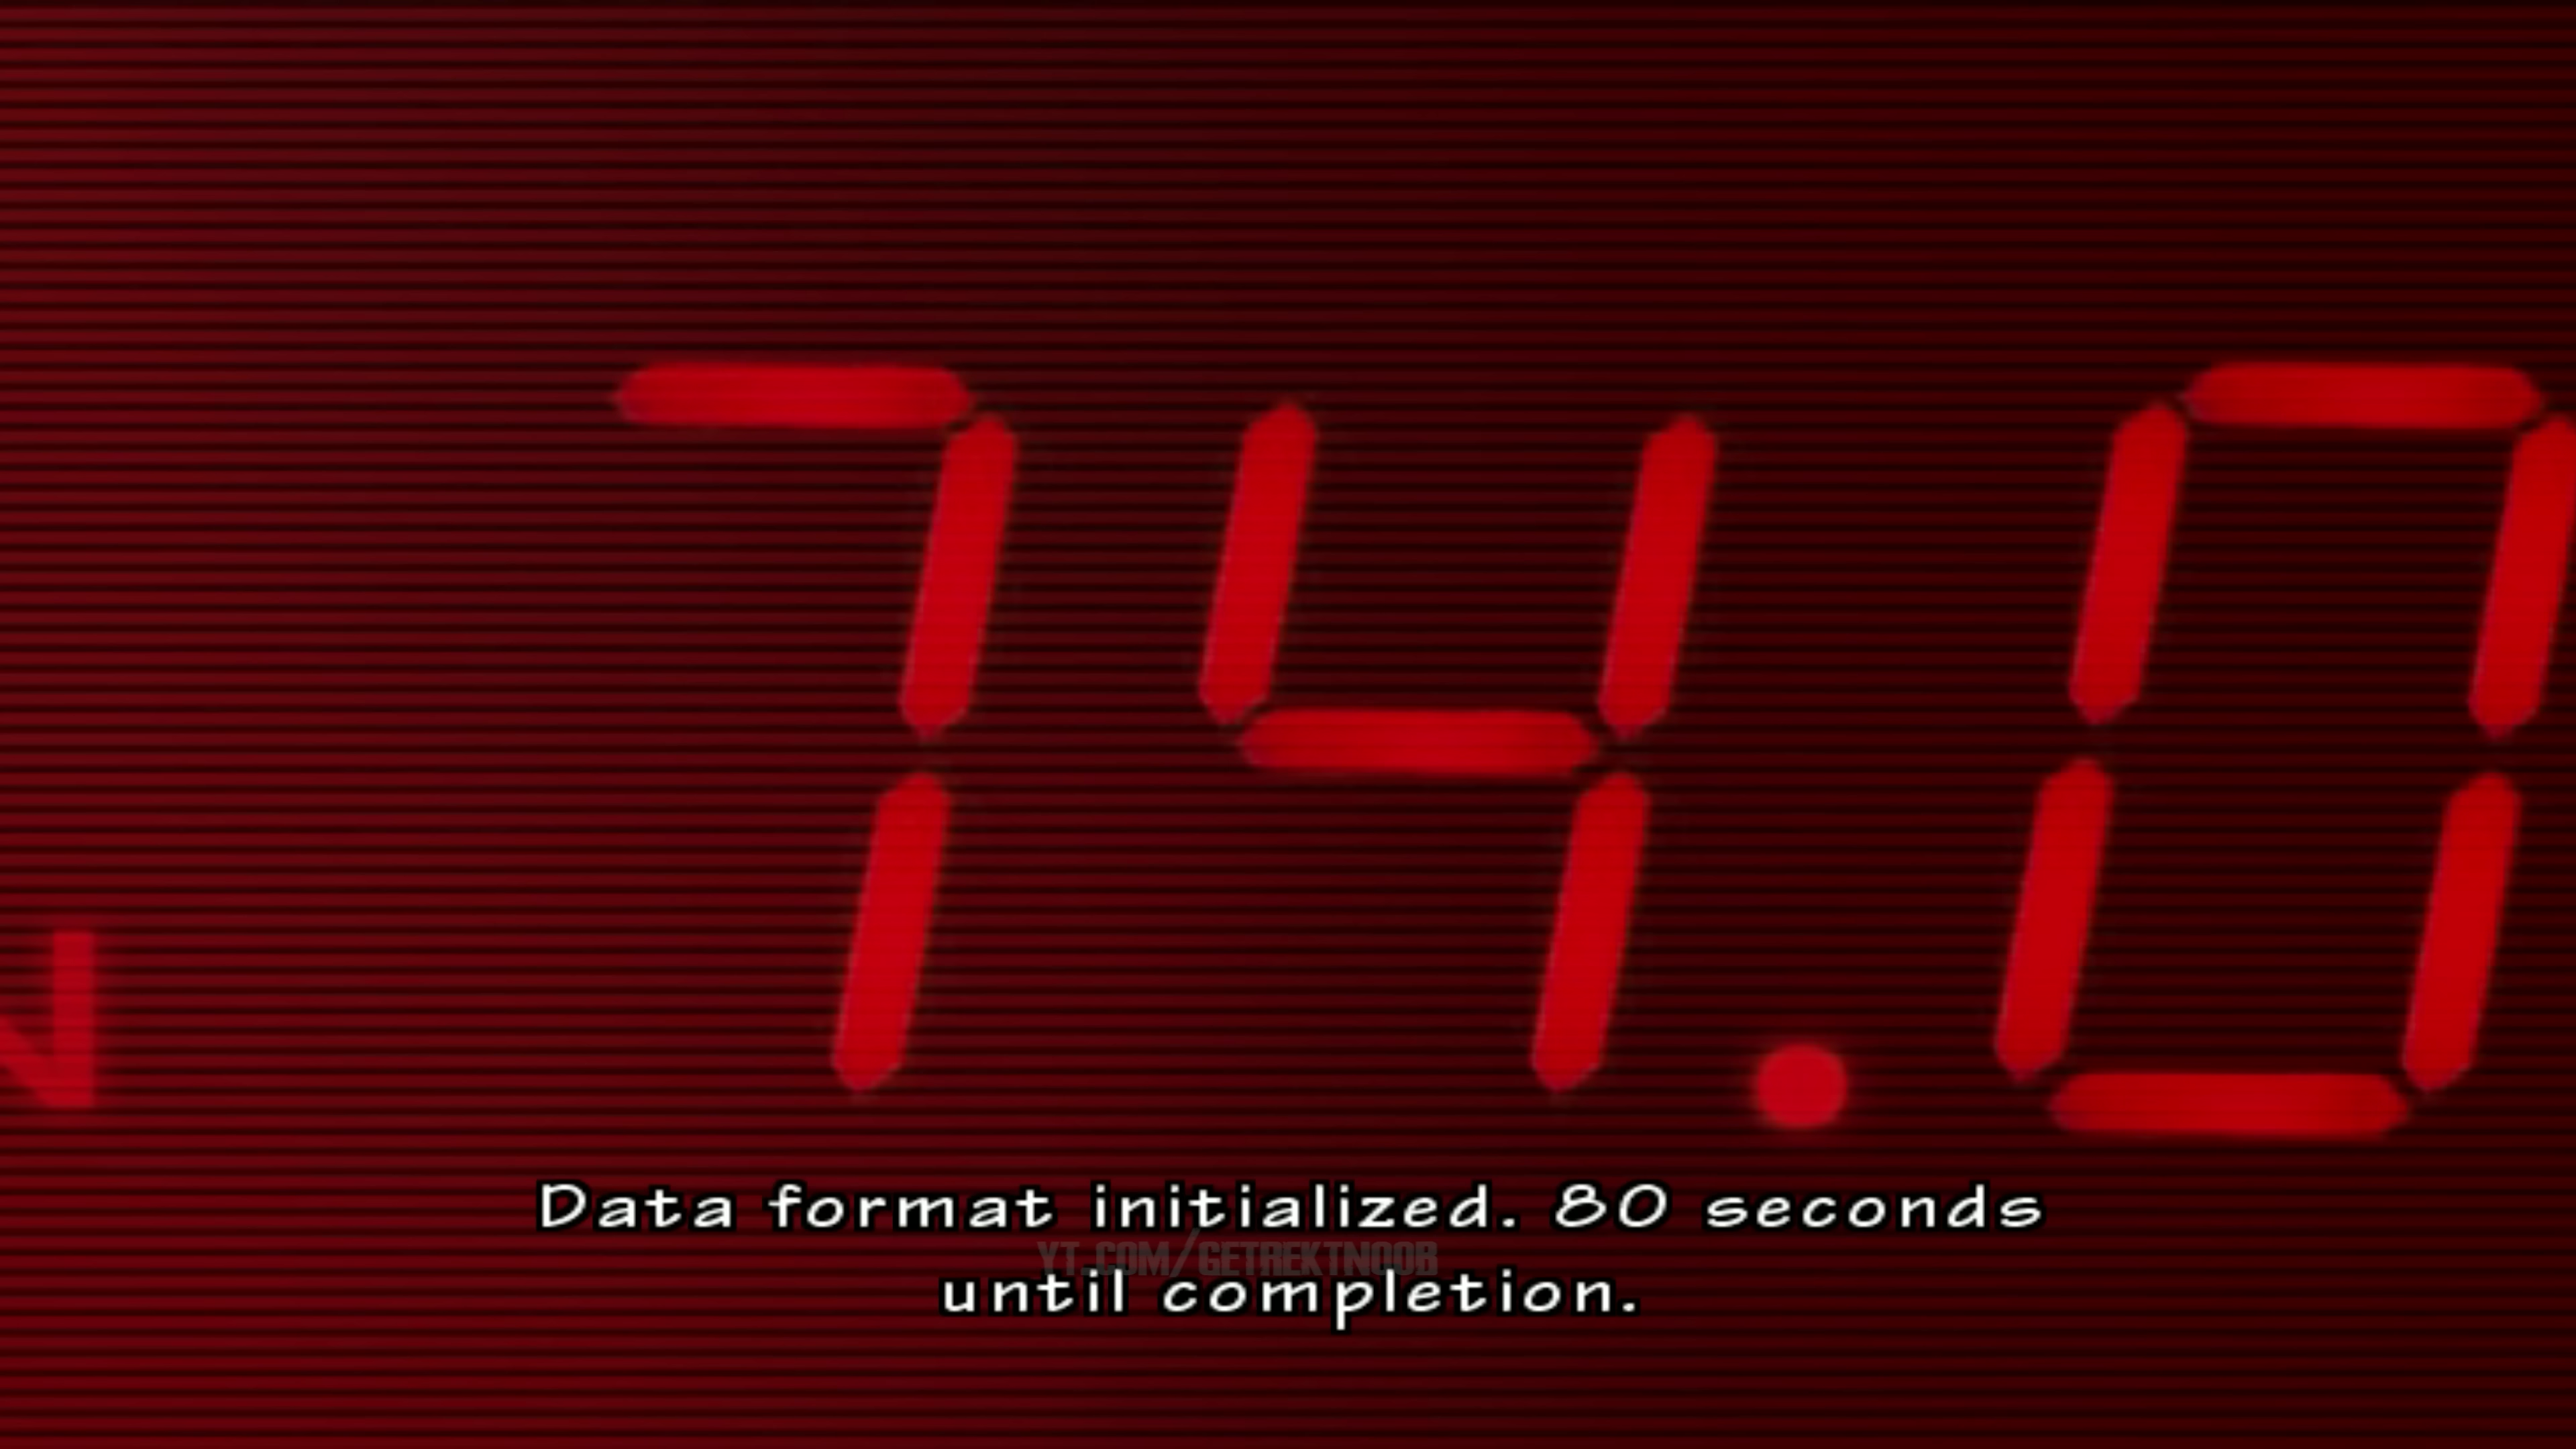 74.0
N
Data format initialized. 80 seconds
YT.COM/GETREKTNOOB
until completion.